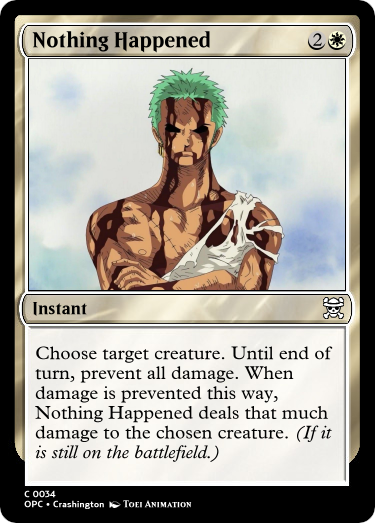 Nothing Happened 2
Instant
Choose target creature. Until end of
turn, prevent all damage. When
damage is prevented this way,
Nothing Happened deals that much
damage to the chosen creature. (If it
is still on the battlefield.)
C 0034
OPC • Crashington TOEI ANIMATION